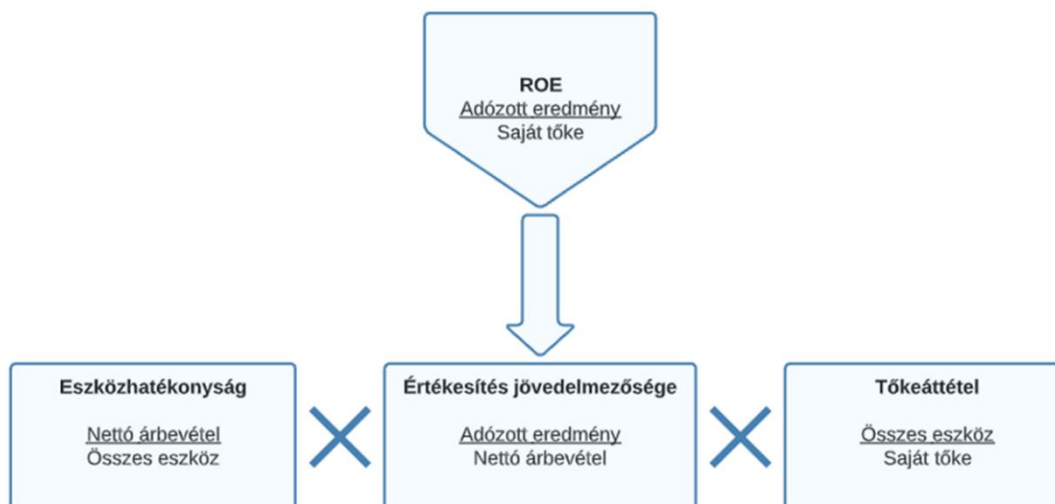 ROE
Adózott eredmény
Saját tőke
Eszközhatékonyság
Nettó árbevétel
Összes eszköz
Értékesítés jövedelmezősége
Adózott eredmény
Nettó árbevétel
Tőkeáttétel
Összes eszköz
Saját tőke